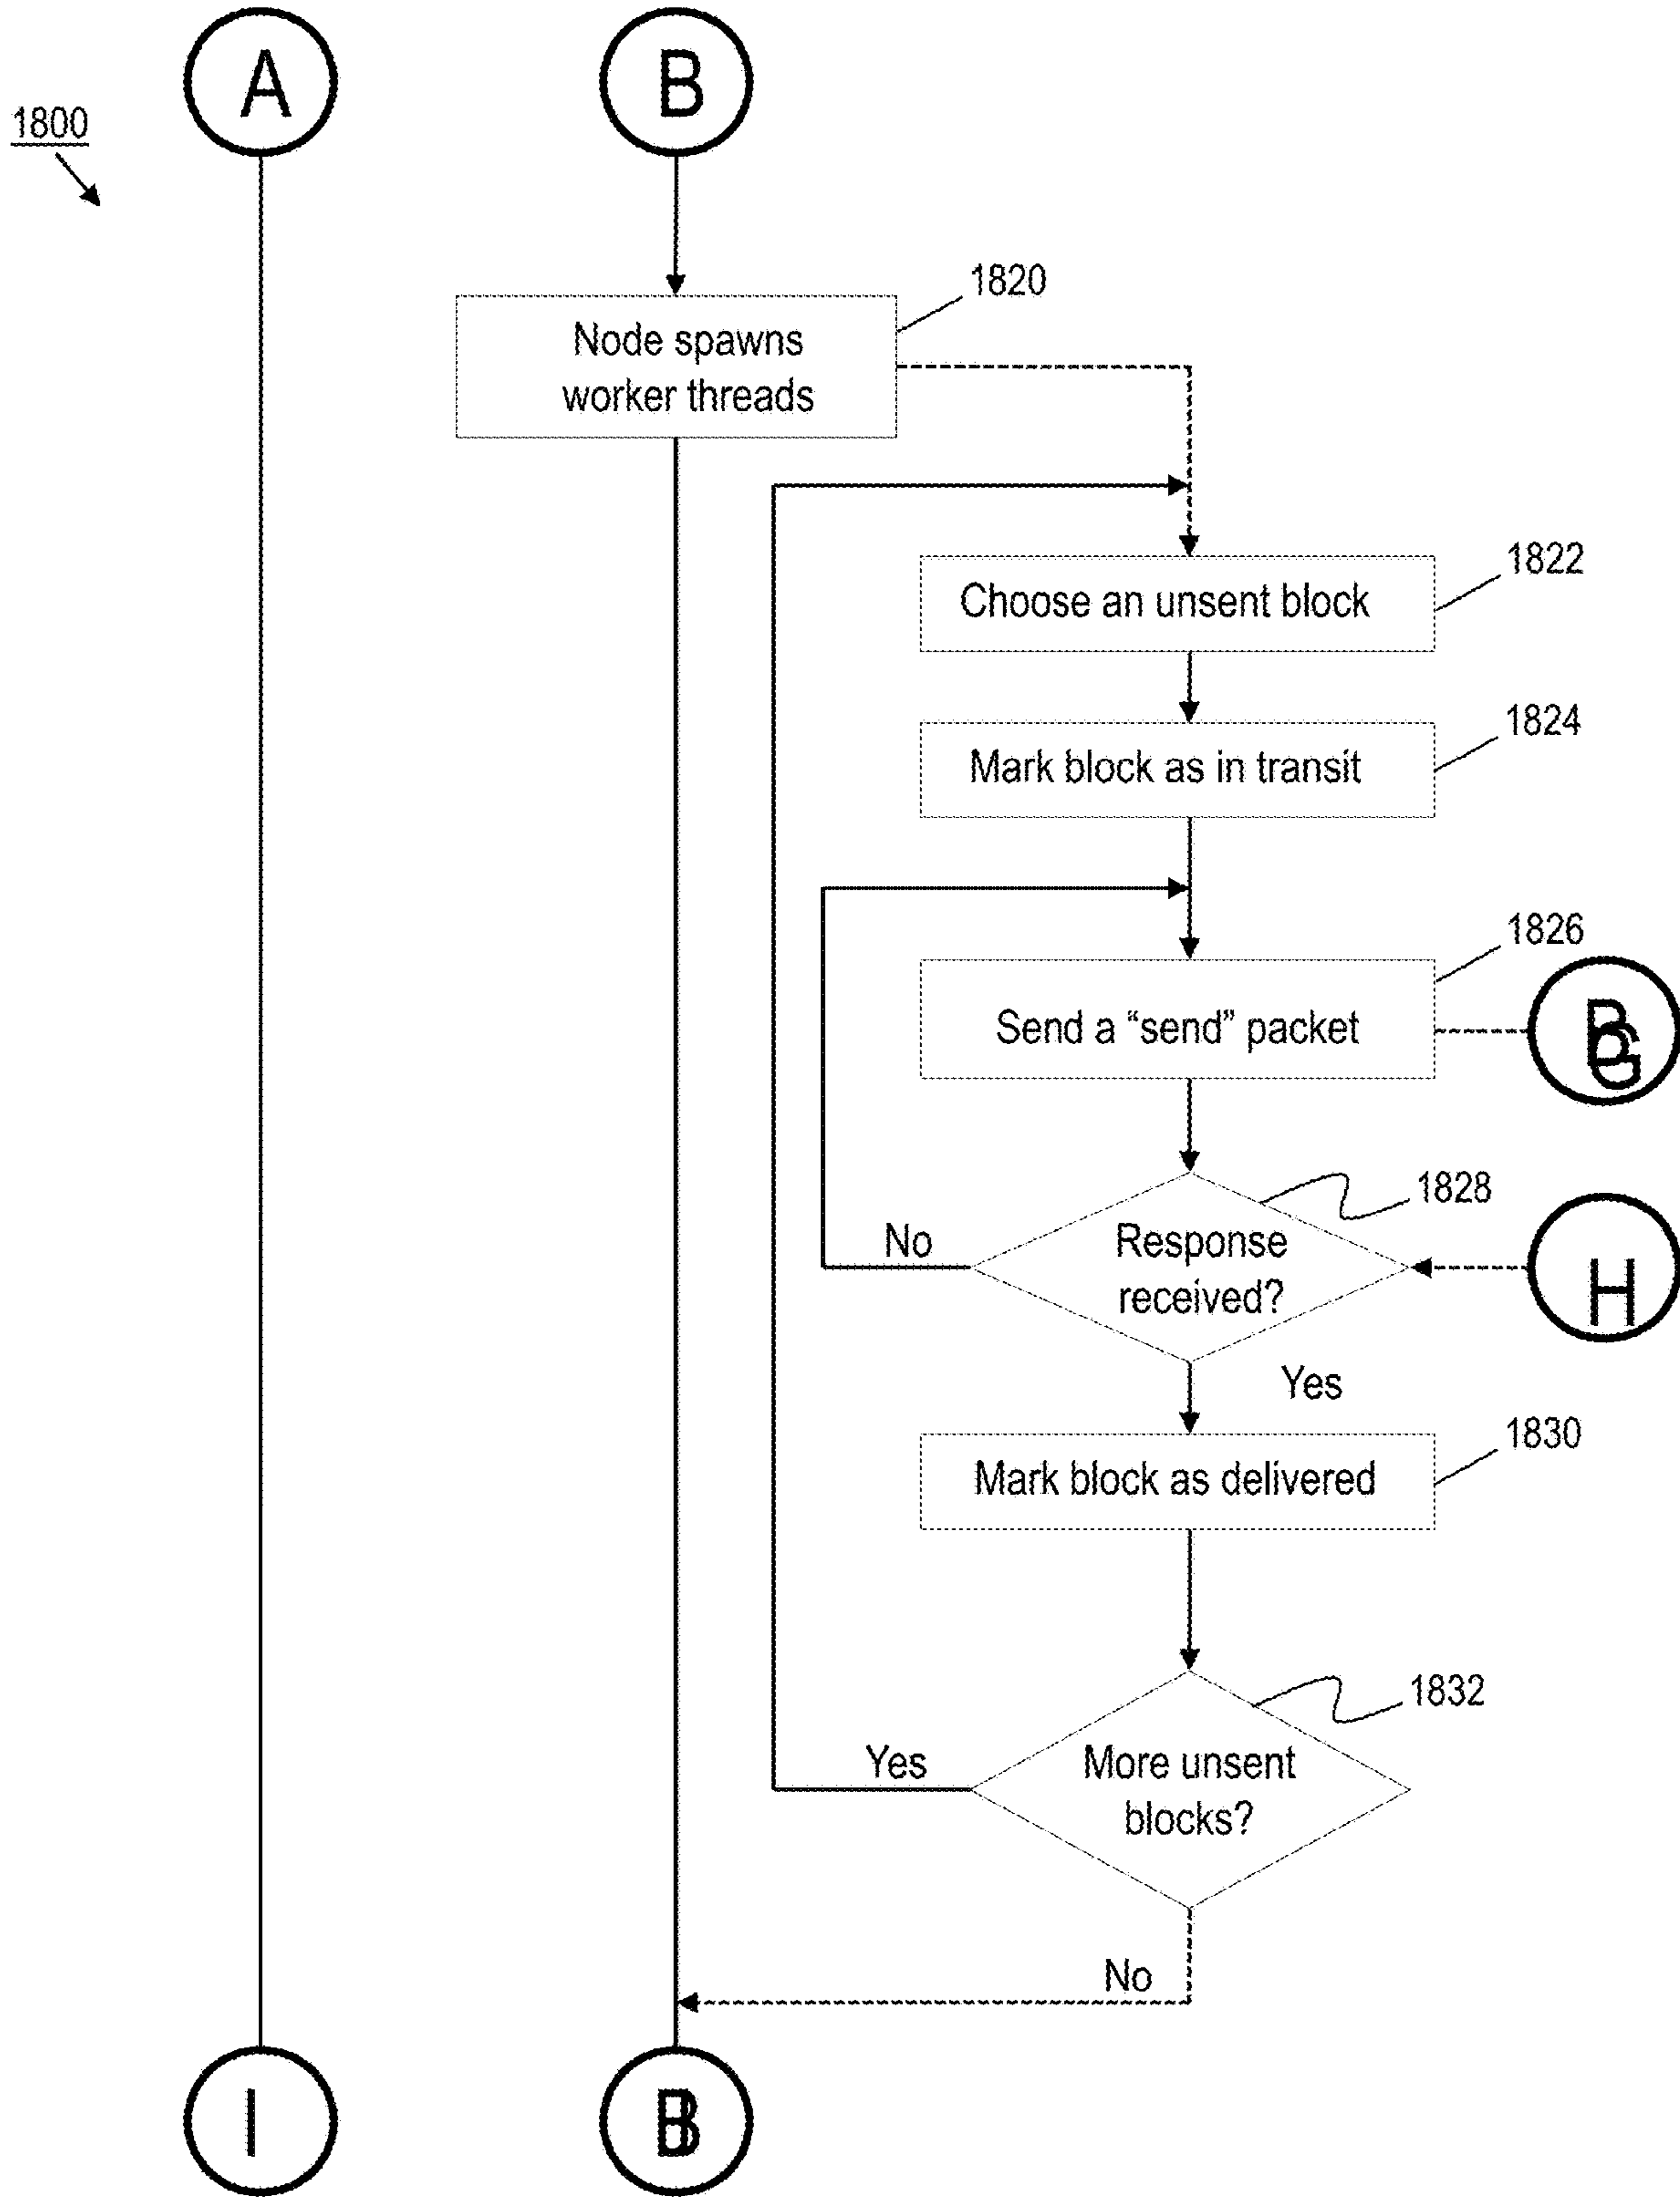 A
B
1800
1820
Node spawns
worker threads
1822
Choose an unsent block
1824
Mark block as in transit
1826
Send a “send” packet
1828
No
Response
received?
H
Yes
1830
Mark block as delivered
1832
Yes
More unsent
blocks?
No
I